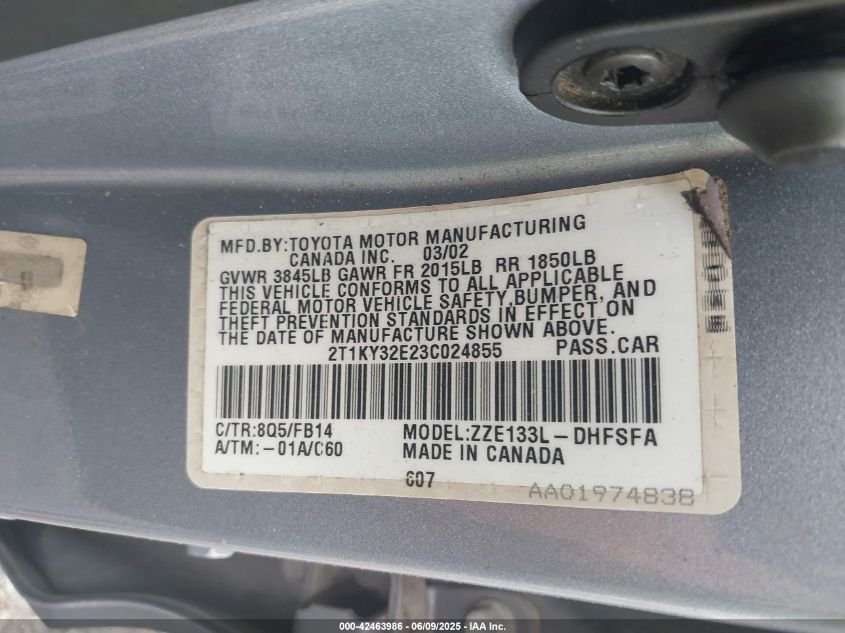 MFD.BY:TOYOTA MOTOR MANUFACTURING
CANADA INC. 03/02
GVWR 3845LB GAWR FR 2015LB RR 1850LB
THIS VEHICLE CONFORMS TO ALL APPLICABLE
FEDERAL MOTOR VEHICLE SAFETY,BUMPER, AND
THEFT PREVENTION STANDARDS IN EFFECT ON
THE DATE OF MANUFACTURE SHOWN ABOVE.
2T1KY32E23C024855 PASS.CAR
C/TR:8Q5/FB14 MODEL:ZZE133L-DHFSFA
A/TM:-01A/C60 MADE IN CANADA
607
AA01974838
000-42463986 - 06/09/2025 - IAA Inc.